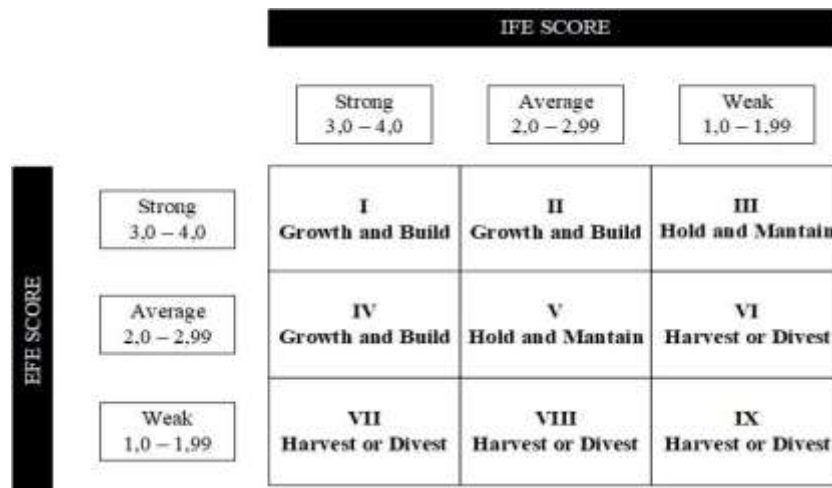 IFE SCORE
Strong
3,0 – 4,0
Average
2,0 – 2,99
Weak
1,0 – 1,99
EFE SCORE
Strong
3,0 – 4,0
I
Growth and Build
II
Growth and Build
III
Hold and Mantain
Average
2,0 – 2,99
IV
Growth and Build
V
Hold and Mantain
VI
Harvest or Divest
Weak
1,0 – 1,99
VII
Harvest or Divest
VIII
Harvest or Divest
IX
Harvest or Divest